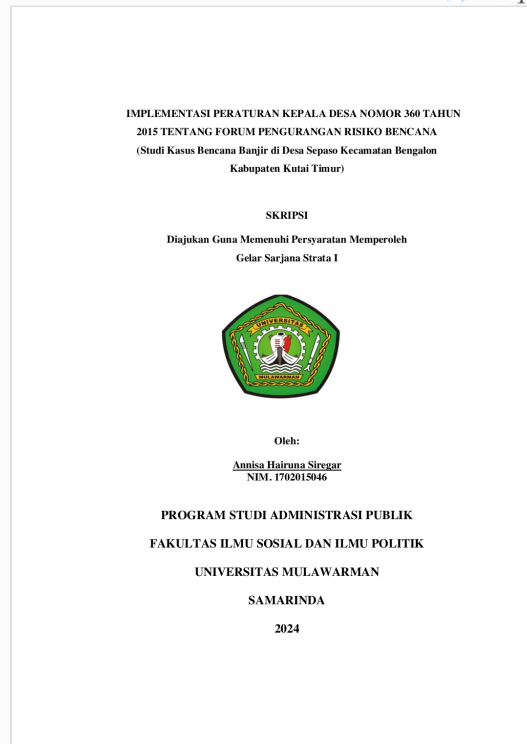 IMPLEMENTASI PERATURAN KEPALA DESA NOMOR 360 TAHUN
2015 TENTANG FORUM PENGURANGAN RISIKO BENCANA
(Studi Kasus Bencana Banjir di Desa Sepaso Kecamatan Bengalon
Kabupaten Kutai Timur)
SKRIPSI
Diajukan Guna Memenuhi Persyaratan Memperoleh
Gelar Sarjana Strata I
UNIVERSITAS
MULAWARMAN
Oleh:
Annisa Hairuna Siregar
NIM. 1702015046
PROGRAM STUDI ADMINISTRASI PUBLIK
FAKULTAS ILMU SOSIAL DAN ILMU POLITIK
UNIVERSITAS MULAWARMAN
SAMARINDA
2024